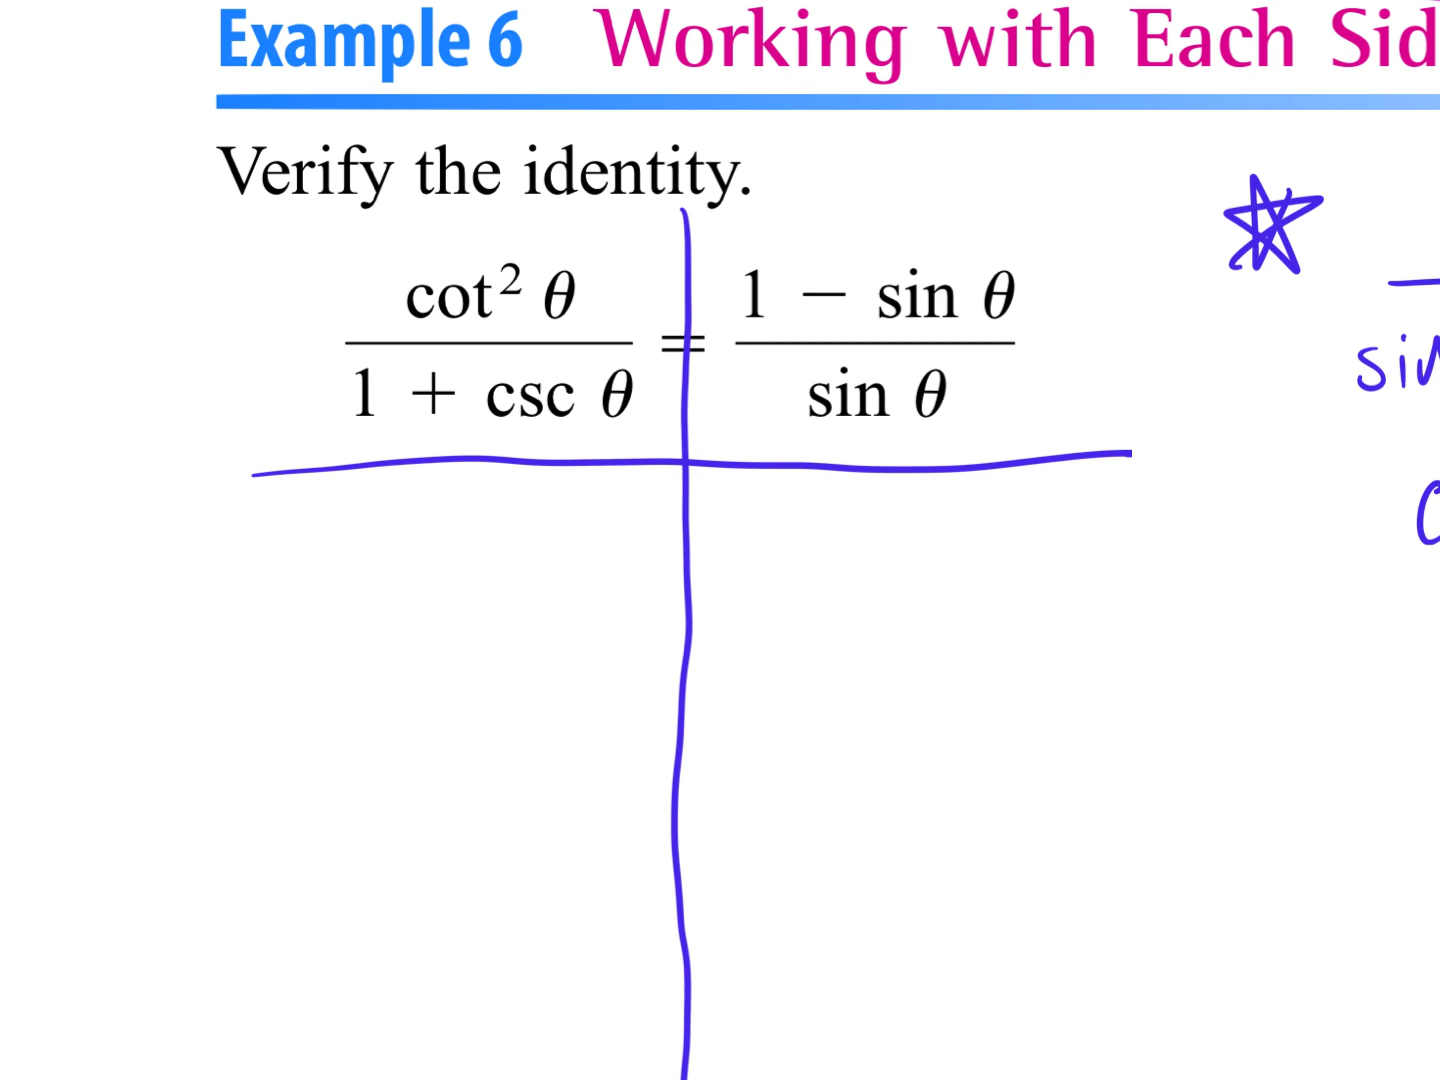 Example 6 Working with Each Sid
Verify the identity.
cot² θ / 1 + csc θ = 1 − sin θ / sin θ